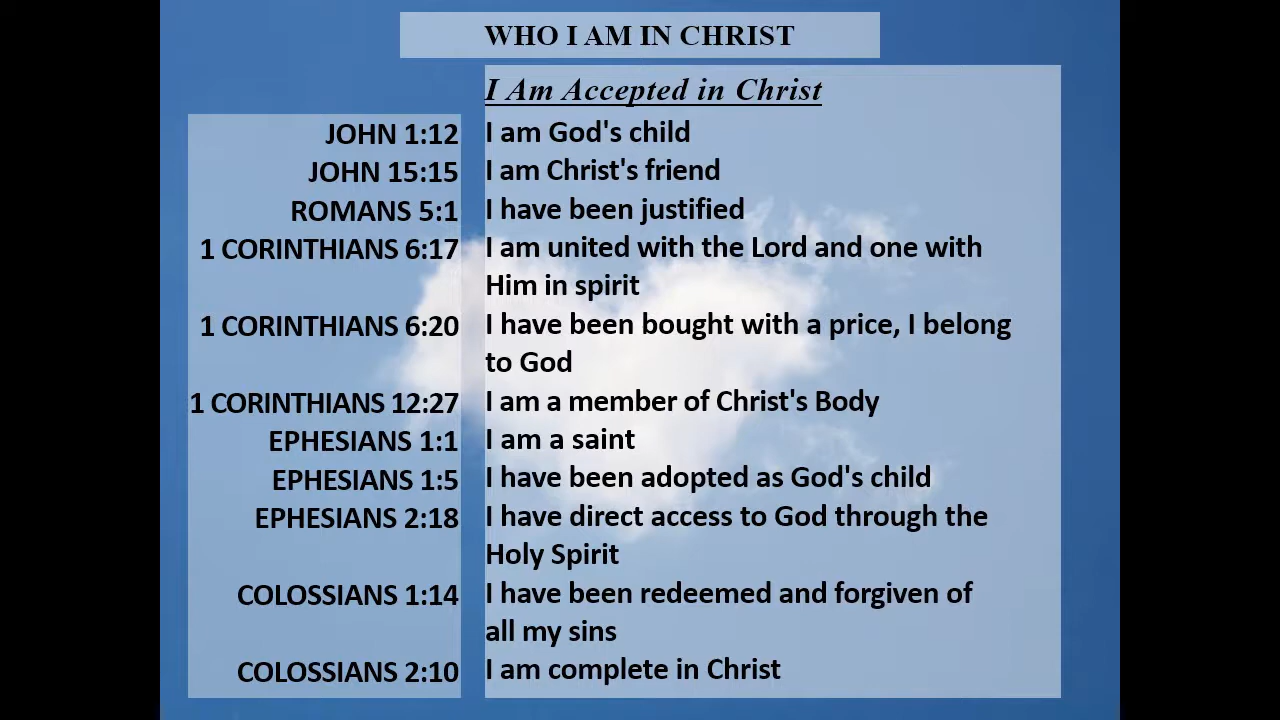 WHO I AM IN CHRIST
I Am Accepted in Christ
JOHN 1:12 I am God's child
JOHN 15:15 I am Christ's friend
ROMANS 5:1 I have been justified
1 CORINTHIANS 6:17 I am united with the Lord and one with
Him in spirit
1 CORINTHIANS 6:20 I have been bought with a price, I belong
to God
1 CORINTHIANS 12:27 I am a member of Christ's Body
EPHESIANS 1:1 I am a saint
EPHESIANS 1:5 I have been adopted as God's child
EPHESIANS 2:18 I have direct access to God through the
Holy Spirit
COLOSSIANS 1:14 I have been redeemed and forgiven of
all my sins
COLOSSIANS 2:10 I am complete in Christ